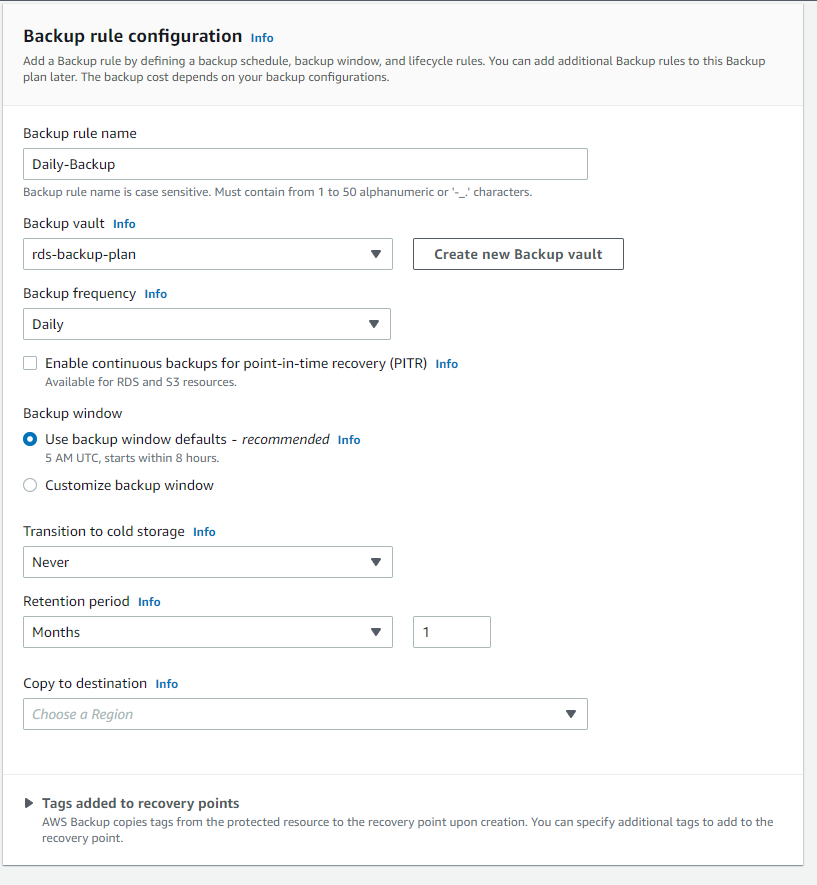 Backup rule configuration Info
Add a Backup rule by defining a backup schedule, backup window, and lifecycle rules. You can add additional Backup rules to this Backup
plan later. The backup cost depends on your backup configurations.
Backup rule name
Daily-Backup
Backup rule name is case sensitive. Must contain from 1 to 50 alphanumeric or '-_.' characters.
Backup vault Info
rds-backup-plan
Create new Backup vault
Backup frequency Info
Daily
Enable continuous backups for point-in-time recovery (PITR) Info
Available for RDS and S3 resources.
Backup window
Use backup window defaults - recommended Info
5 AM UTC, starts within 8 hours.
Customize backup window
Transition to cold storage Info
Never
Retention period Info
Months
1
Copy to destination Info
Choose a Region
Tags added to recovery points
AWS Backup copies tags from the protected resource to the recovery point upon creation. You can specify additional tags to add to the
recovery point.